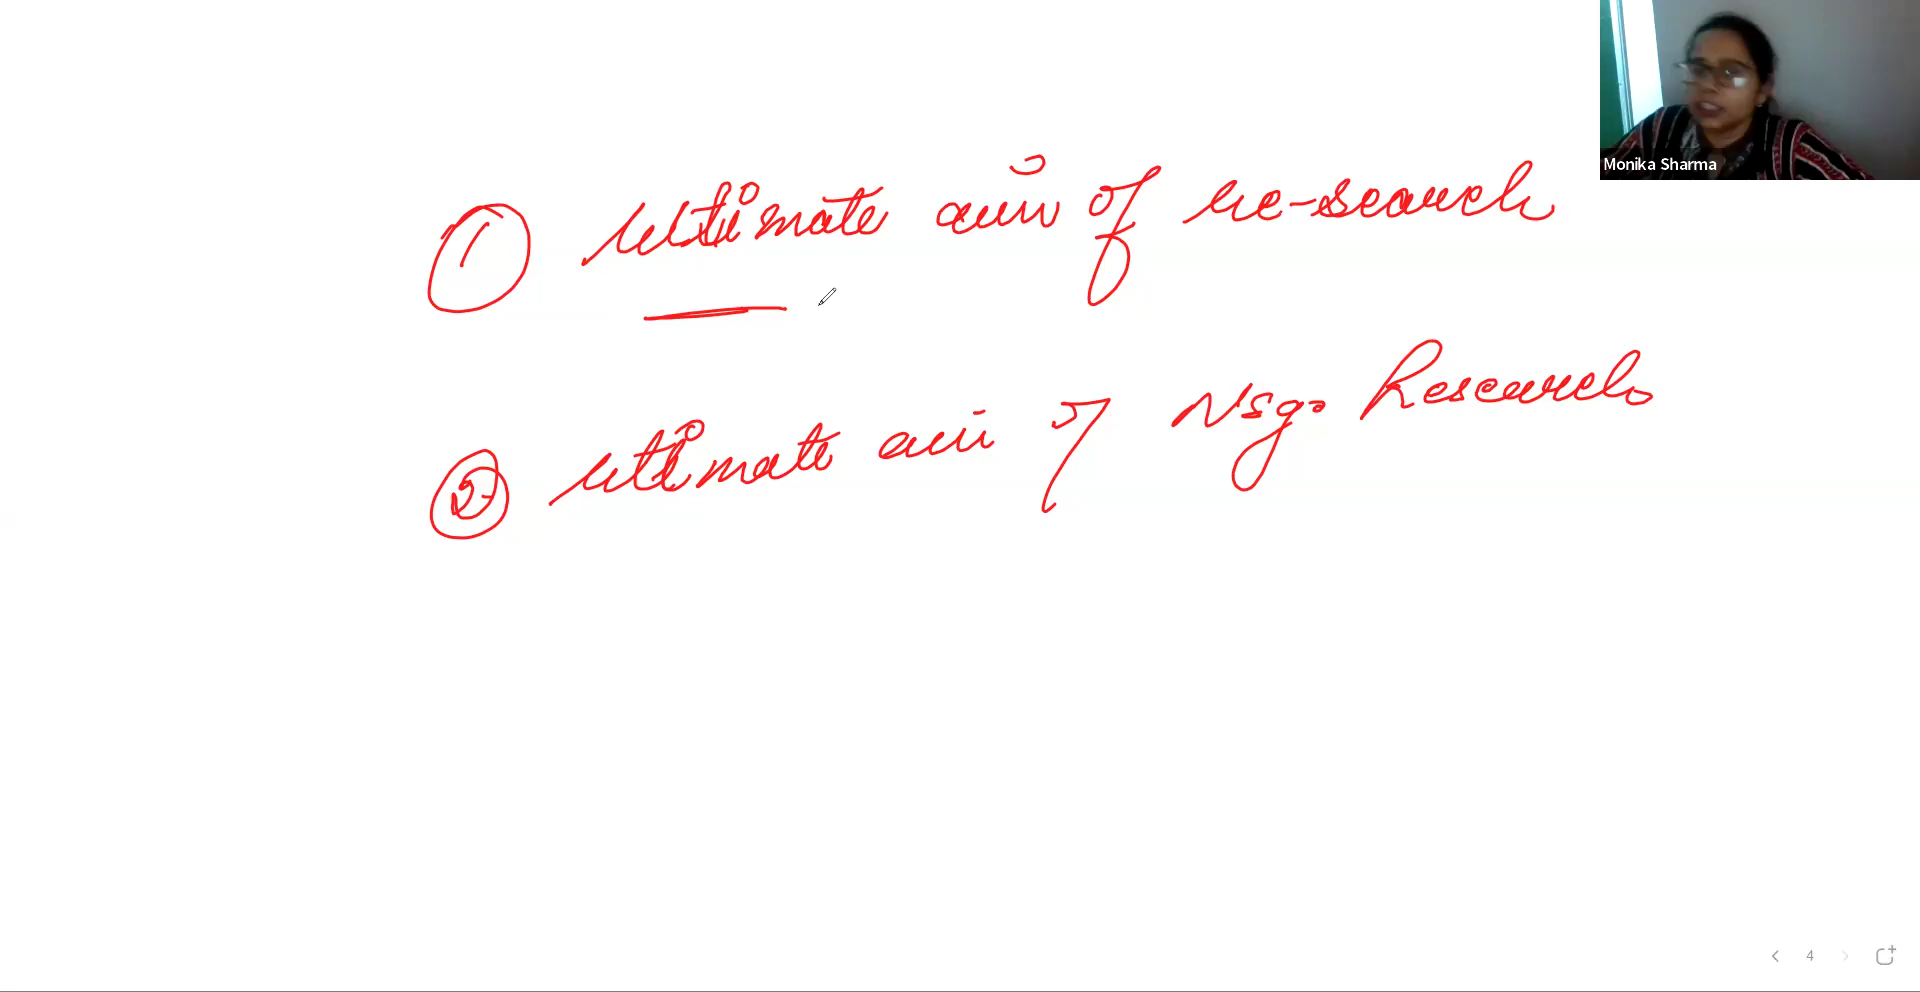 Monika Sharma
① Ultimate aim of re-search
② Ultimate aim of Nsg. Research
4